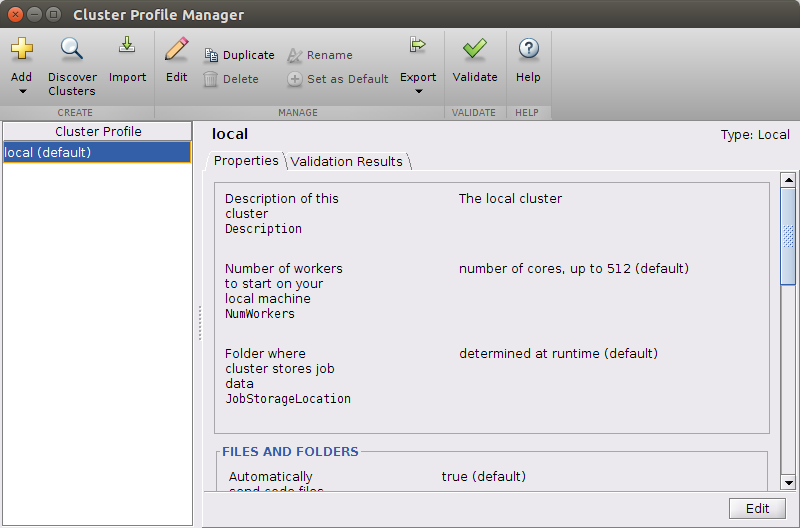 Cluster Profile Manager
Add
Discover
Clusters
Import
Edit
Duplicate
Delete
Rename
Set as Default
Export
Validate
Help
CREATE
MANAGE
VALIDATE
HELP
Cluster Profile
local (default)
local
Type: Local
Properties
Validation Results
Description of this
cluster
Description
The local cluster
Number of workers
to start on your
local machine
NumWorkers
number of cores, up to 512 (default)
Folder where
cluster stores job
data
JobStorageLocation
determined at runtime (default)
FILES AND FOLDERS
Automatically
send code files
true (default)
Edit